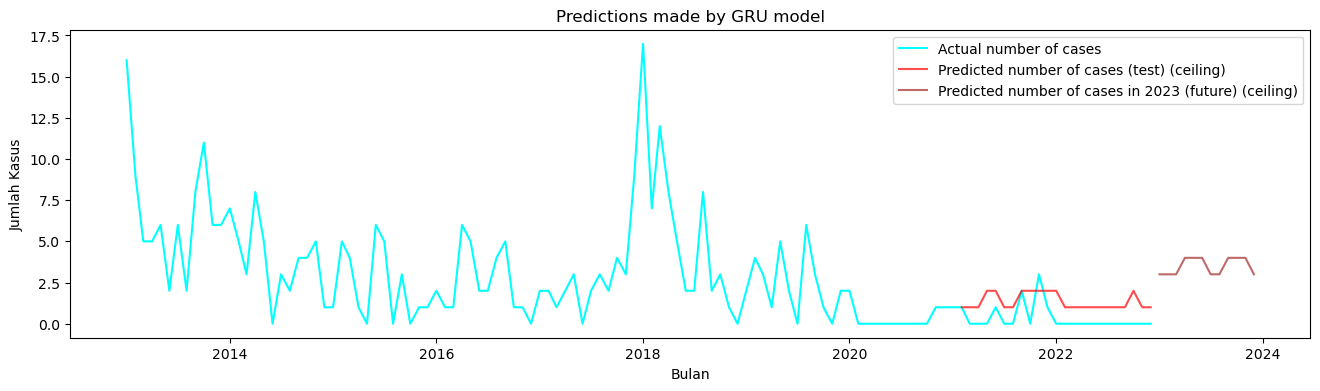 Predictions made by GRU model
Actual number of cases
Predicted number of cases (test) (ceiling)
Predicted number of cases in 2023 (future) (ceiling)
Jumlah Kasus
17.5
15.0
12.5
10.0
7.5
5.0
2.5
0.0
2014
2016
2018
2020
2022
2024
Bulan